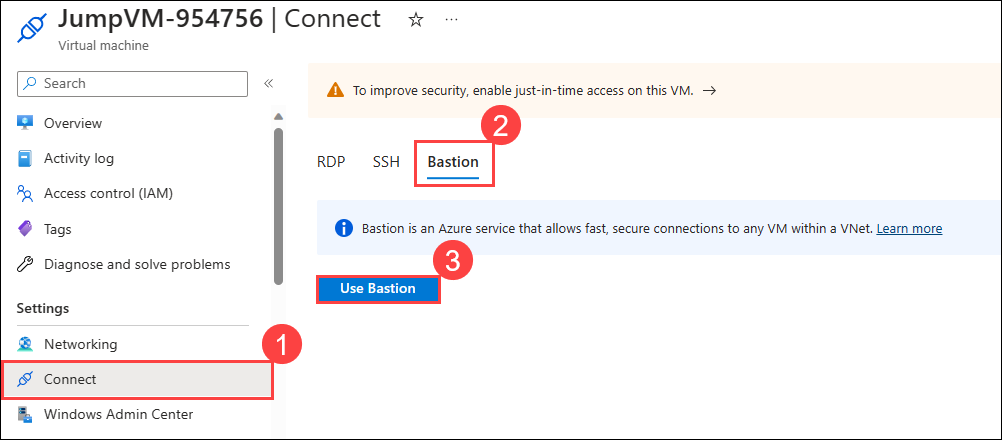 JumpVM-954756 | Connect
Virtual machine
Search
Overview
Activity log
Access control (IAM)
Tags
Diagnose and solve problems
Settings
Networking
1
Connect
Windows Admin Center
To improve security, enable just-in-time access on this VM.
2
RDP SSH Bastion
Bastion is an Azure service that allows fast, secure connections to any VM within a VNet. Learn more
3
Use Bastion